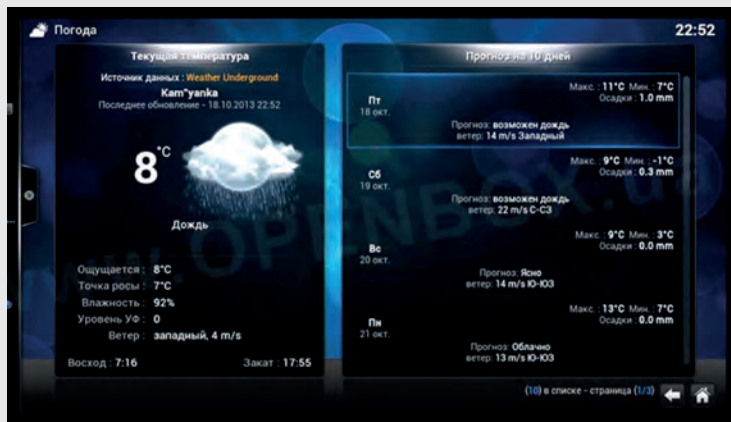 Погода
22:52
Текущая температура
Источник данных : Weather Underground
Kam"yanka
Последнее обновление - 18.10.2013 22:52
8°C
Дождь
Ощущается : 8°C
Точка росы : 7°C
Влажность : 92%
Уровень УФ : 0
Ветер : западный, 4 m/s
Восход : 7:16
Закат : 17:55
Прогноз на 10 дней
Макс. : 11°C Мин. : 7°C
Осадки : 1.0 mm
Пт
18 окт.
Прогноз: возможен дождь
ветер: 14 m/s Западный
Макс. : 9°C Мин. : -1°C
Осадки : 0.3 mm
Сб
19 окт.
Прогноз: возможен дождь
ветер: 22 m/s С-СЗ
Макс. : 9°C Мин. : 3°C
Осадки : 0.0 mm
Вс
20 окт.
Прогноз: Ясно
ветер: 14 m/s Ю-ЮЗ
Макс. : 13°C Мин. : 7°C
Осадки : 0.0 mm
Пн
21 окт.
Прогноз: Облачно
ветер: 13 m/s Ю-ЮЗ
(10) в списке - страница (1/3)
www.OPENBOX.ua